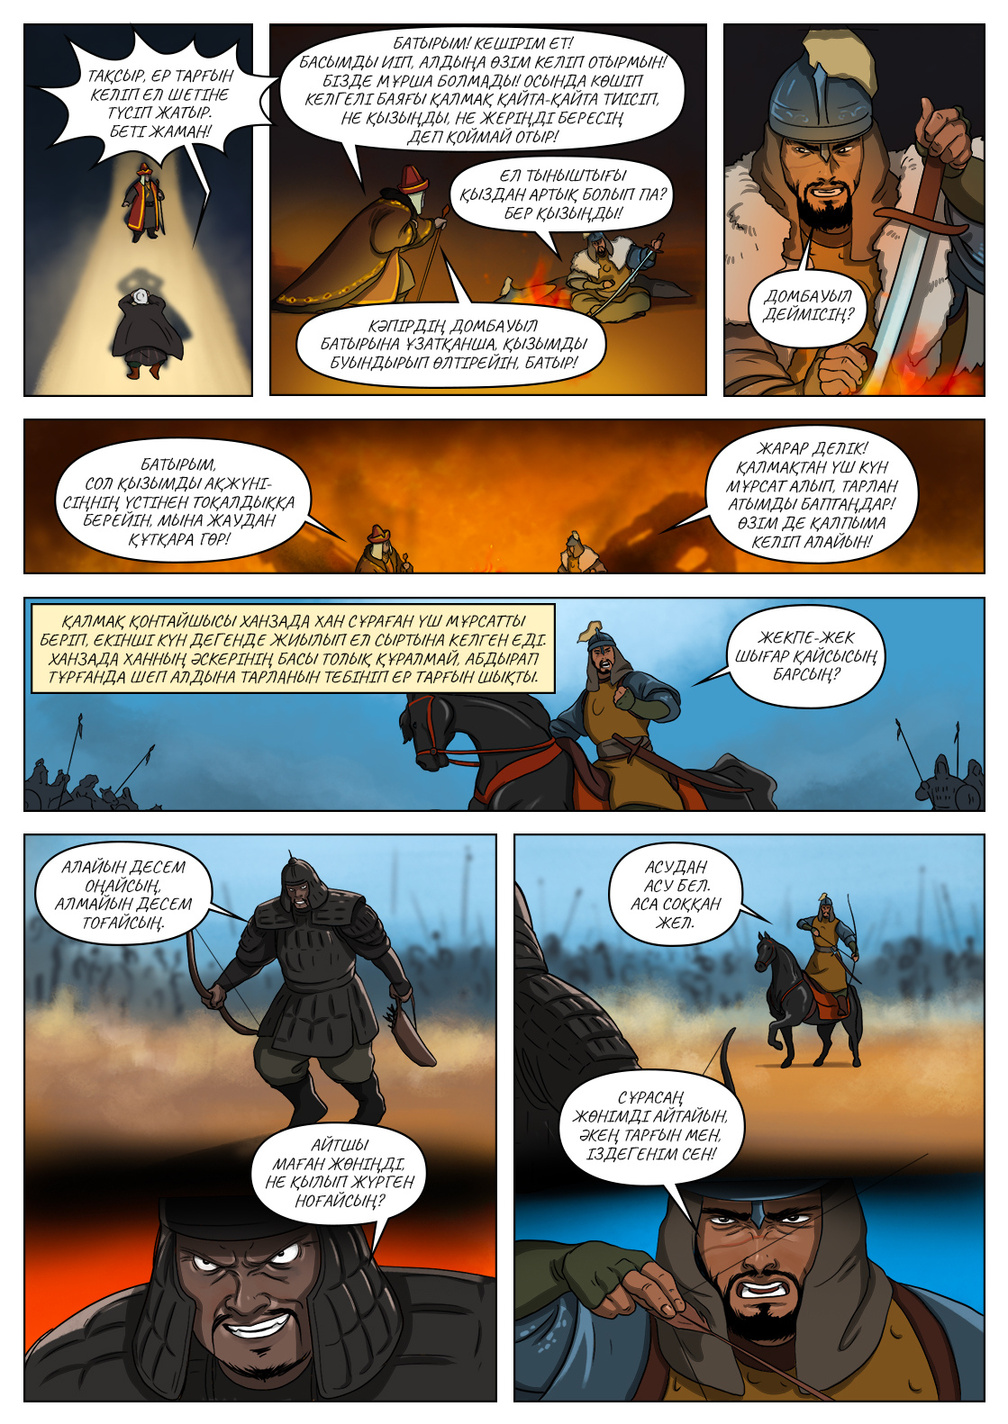 ТАҚСЫР, ЕР ТАРҒЫН
КЕЛІП ЕЛ ШЕТІНЕ
ТҮСІП ЖАТЫР.
БЕТІ ЖАМАН!
БАТЫРЫМ! КЕШІРІМ ЕТ!
БАСЫМДЫ ИІП, АЛДЫҢА ӨЗІМ КЕЛІП ОТЫРМЫН!
БІЗДЕ МҰРША БОЛМАДЫ! ОСЫНДА КӨШІП
КЕЛГЕЛІ БАЯҒЫ ҚАЛМАҚ ҚАЙТА-ҚАЙТА ТИІСІП,
НЕ ҚЫЗЫҢДЫ, НЕ ЖЕРІҢДІ БЕРЕСІҢ
ДЕП ҚОЙМАЙ ОТЫР!
ЕЛ ТЫНЫШТЫҒЫ
ҚЫЗДАН АРТЫҚ БОЛЫП ПА?
БЕР ҚЫЗЫҢДЫ!
КӘПІРДІҢ ДОМБАУЫЛ
БАТЫРЫНА ҰЗАТҚАНША, ҚЫЗЫМДЫ
БУЫНДЫРЫП ӨЛТІРЕЙІН, БАТЫР!
ДОМБАУЫЛ
ДЕЙМІСІҢ?
БАТЫРЫМ,
СОЛ ҚЫЗЫМДЫ АҚЖҮНІ-
СІҢНІҢ ҮСТІНЕН ТОҚАЛДЫҚҚА
БЕРЕЙІН, МЫНА ЖАУДАН
ҚҰТҚАРА ГӨР!
ЖАРАР ДЕЛІК!
ҚАЛМАҚТАН ҮШ КҮН
МҰРСАТ АЛЫП, ТАРЛАН
АТЫМДЫ БАПТАҢДАР!
ӨЗІМ ДЕ ҚАЛПЫМА
КЕЛІП АЛАЙЫН!
ҚАЛМАҚ ҚОНТАЙШЫСЫ ХАНЗАДА ХАН СҰРАҒАН ҮШ МҰРСАТТЫ
БЕРІП, ЕКІНШІ КҮН ДЕГЕНДЕ ЖИЫЛЫП ЕЛ СЫРТЫНА КЕЛГЕН ЕДІ.
ХАНЗАДА ХАННЫҢ ӘСКЕРІНІҢ БАСЫ ТОЛЫҚ ҚҰРАЛМАЙ, АБДЫРАП
ТҰРҒАНДА ШЕП АЛДЫНА ТАРЛАНЫН ТЕБІНІП ЕР ТАРҒЫН ШЫҚТЫ.
ЖЕКПЕ-ЖЕК
ШЫҒАР ҚАЙСЫСЫҢ
БАРСЫҢ?
АЛАЙЫН ДЕСЕМ
ОҢАЙСЫҢ,
АЛМАЙЫН ДЕСЕМ
ТОҒАЙСЫҢ.
АЙТШЫ
МАҒАН ЖӨНІҢДІ,
НЕ ҚЫЛЫП ЖҮРГЕН
НОҒАЙСЫҢ?
АСУДАН
АСУ БЕЛ.
АСА СОҚҚАН
ЖЕЛ.
СҰРАСАҢ
ЖӨНІМДІ АЙТАЙЫН,
ӘКЕҢ ТАРҒЫН МЕН,
ІЗДЕГЕНІМ СЕН!